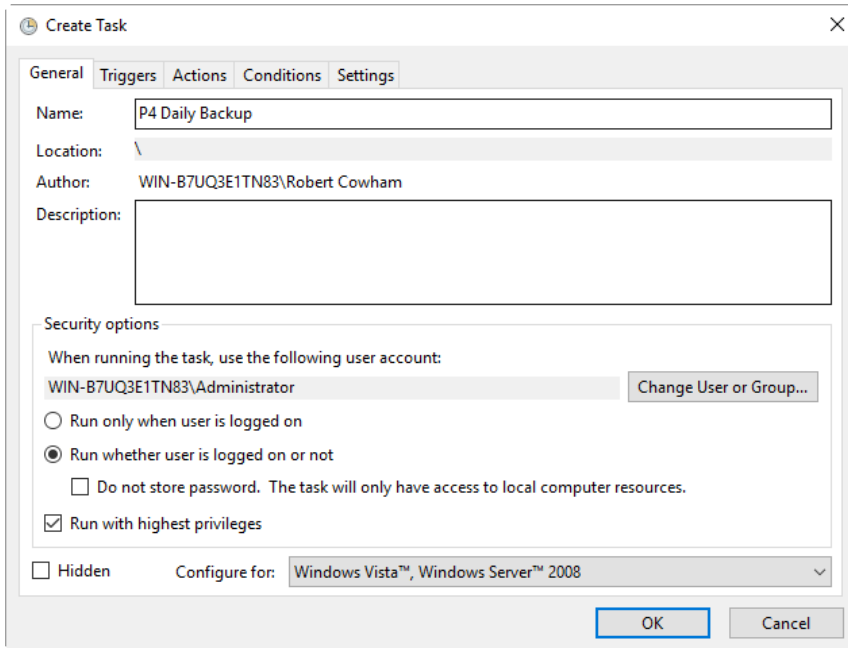 Create Task
General Triggers Actions Conditions Settings
Name: P4 Daily Backup
Location: \
Author: WIN-B7UQ3E1TN83\Robert Cowham
Description:
Security options
When running the task, use the following user account:
WIN-B7UQ3E1TN83\Administrator Change User or Group...
Run only when user is logged on
Run whether user is logged on or not
Do not store password. The task will only have access to local computer resources.
Run with highest privileges
Hidden Configure for: Windows Vista™, Windows Server™ 2008
OK Cancel